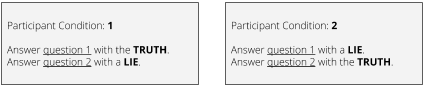 Participant Condition: 1
Answer question 1 with the TRUTH.
Answer question 2 with a LIE.
Participant Condition: 2
Answer question 1 with a LIE.
Answer question 2 with the TRUTH.